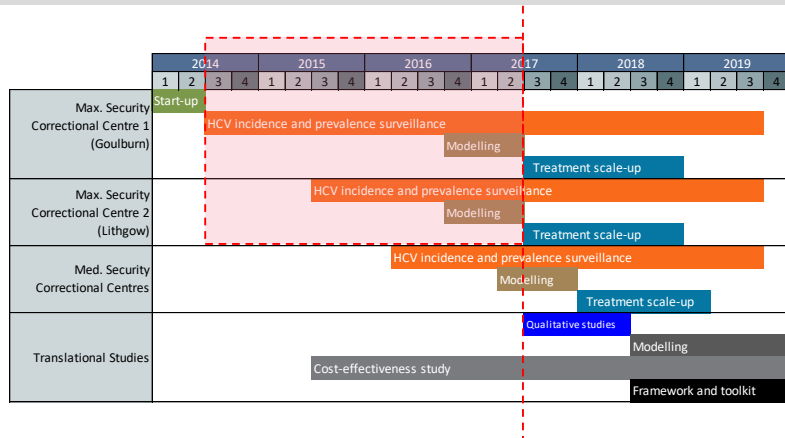 2014 2015 2016 2017 2018 2019
1 2 3 4 1 2 3 4 1 2 3 4 1 2 3 4 1 2 3 4 1 2 3 4
Max. Security
Correctional Centre 1
(Goulburn)
Start-up
HCV incidence and prevalence surveillance
Modelling
Treatment scale-up
Max. Security
Correctional Centre 2
(Lithgow)
HCV incidence and prevalence surveillance
Modelling
Treatment scale-up
Med. Security
Correctional Centres
HCV incidence and prevalence surveillance
Modelling
Treatment scale-up
Translational Studies
Qualitative studies
Modelling
Cost-effectiveness study
Framework and toolkit